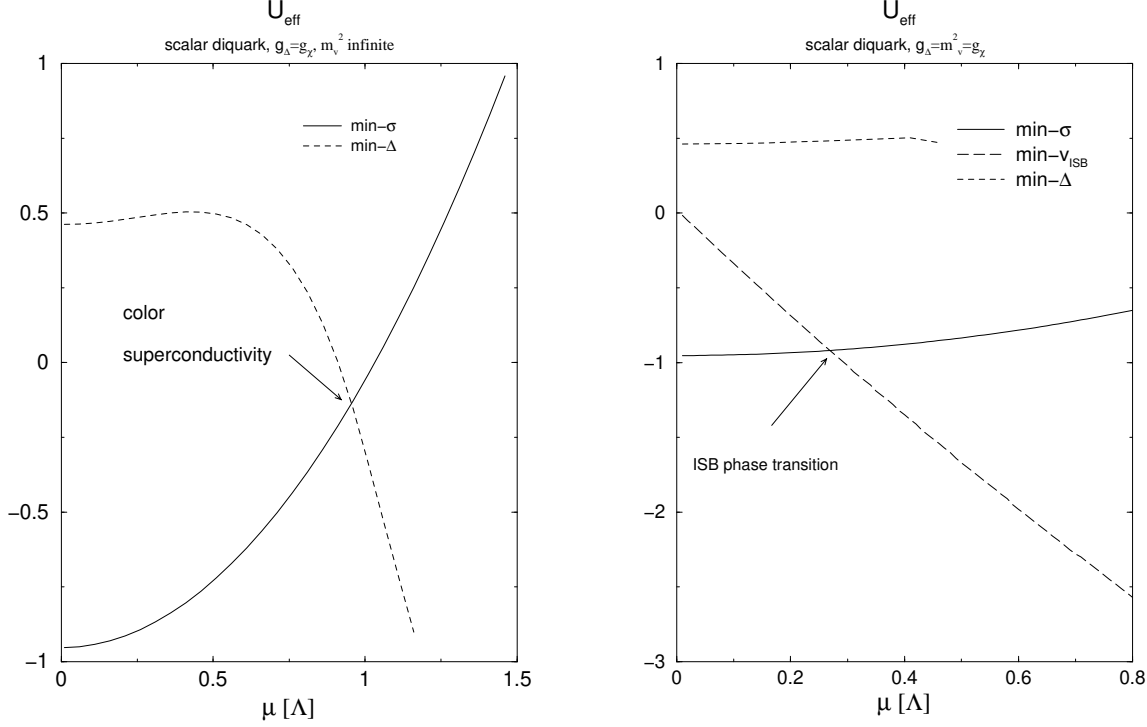 U_eff
scalar diquark, g_Δ=g_χ, m_v^2 infinite
1
0.5
0
−0.5
−1
min−σ
min−Δ
color
superconductivity
0
0.5
1
1.5
μ [Λ]
U_eff
scalar diquark, g_Δ=m^2_v=g_χ
1
0
−1
−2
−3
min−σ
min−v_ISB
min−Δ
ISB phase transition
0
0.2
0.4
0.6
0.8
μ [Λ]